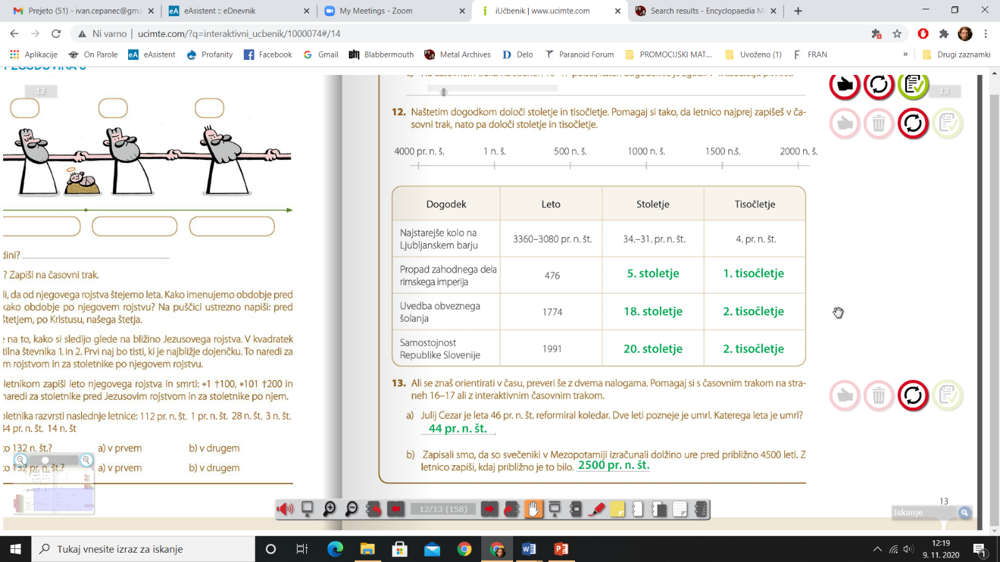 Prejeto (51) - ivan.cepanec@gma
eAsistent :: eDnevnik
My Meetings - Zoom
iUčbenik | www.ucimte.com
Search results - Encyclopaedia M
Ni varno | ucimte.com/?q=interaktivni_ucbenik/1000074#/14
Aplikacije
On Parole
eAsistent
Profanity
Facebook
Gmail
Blabbermouth
Metal Archives
Delo
Paranoid Forum
PROMOCIJSKI MAT...
Uvoženo (1)
FRAN
»
Drugi zaznamki
12
dini?
? Zapiši na časovni trak.
li, da od njegovega rojstva štejemo leta. Kako imenujemo obdobje pred
kako obdobje po njegovem rojstvu? Na puščici ustrezno napiši: pred
štetjem, po Kristusu, našega štetja.
e na to, kako si sledijo glede na bližino Jezusovega rojstva. V kvadratek
tilna števnika 1. in 2. Prvi naj bo tisti, ki je najbližje dojenčku. To naredi za
m rojstvom in za stoletnike po njegovem rojstvu.
letnikom zapiši leto njegovega rojstva in smrti: *1 †100, *101 †200 in
naredi za stoletnike pred Jezusovim rojstvom in za stoletnike po njem.
oletnika razvrsti naslednje letnice: 112 pr. n. št. 1 pr. n. št. 28 n. št. 3 n. št.
44 pr. n. št. 14 n. št
to 132 n. št.? a) v prvem b) v drugem
to 132 pr. n. št.? a) v prvem b) v drugem
13
12. Naštetim dogodkom določi stoletje in tisočletje. Pomagaj si tako, da letnico najprej zapišeš v ča-
sovni trak, nato pa določi stoletje in tisočletje.
4000 pr. n. š. 1 n. š. 500 n. š. 1000 n. š. 1500 n.š. 2000 n. š.
Dogodek Leto Stoletje Tisočletje
Najstarejše kolo na
Ljubljanskem barju
3360–3080 pr. n. št. 34.–31. pr. n. št. 4. pr. n. št.
Propad zahodnega dela
rimskega imperija
476 5. stoletje 1. tisočletje
Uvedba obveznega
šolanja
1774 18. stoletje 2. tisočletje
Samostojnost
Republike Slovenije
1991 20. stoletje 2. tisočletje
13. Ali se znaš orientirati v času, preveri še z dvema nalogama. Pomagaj si s časovnim trakom na stra-
neh 16–17 ali z interaktivnim časovnim trakom.
a) Julij Cezar je leta 46 pr. n. št. reformiral koledar. Dve leti pozneje je umrl. Katerega leta je umrl?
44 pr. n. št.
b) Zapisali smo, da so svečeniki v Mezopotamiji izračunali dolžino ure pred približno 4500 leti. Z
letnico zapiši, kdaj približno je to bilo. 2500 pr. n. št.
13
12/13 (158)
Iskanje
Tukaj vnesite izraz za iskanje
12:19
9. 11. 2020
1